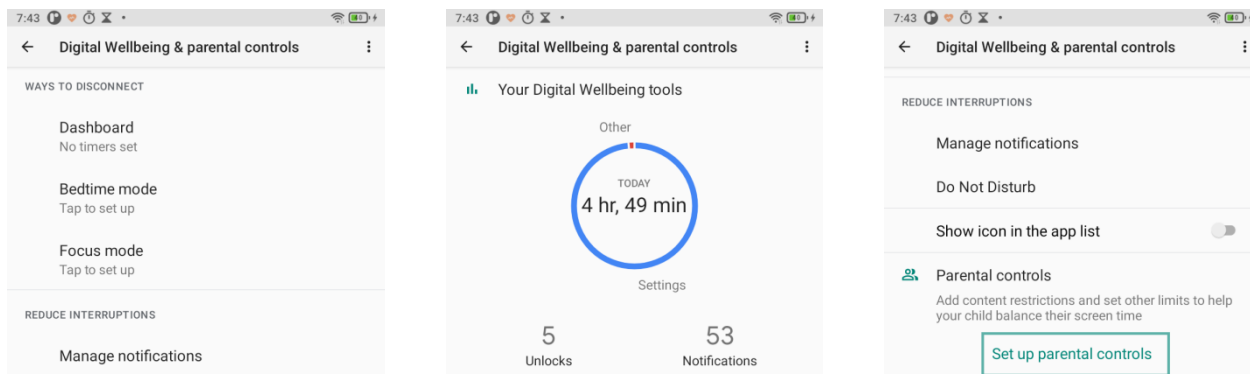 7:43
Digital Wellbeing & parental controls
WAYS TO DISCONNECT
Dashboard
No timers set
Bedtime mode
Tap to set up
Focus mode
Tap to set up
REDUCE INTERRUPTIONS
Manage notifications
7:43
Digital Wellbeing & parental controls
Your Digital Wellbeing tools
Other
TODAY
4 hr, 49 min
Settings
5
Unlocks
53
Notifications
7:43
Digital Wellbeing & parental controls
REDUCE INTERRUPTIONS
Manage notifications
Do Not Disturb
Show icon in the app list
Parental controls
Add content restrictions and set other limits to help
your child balance their screen time
Set up parental controls